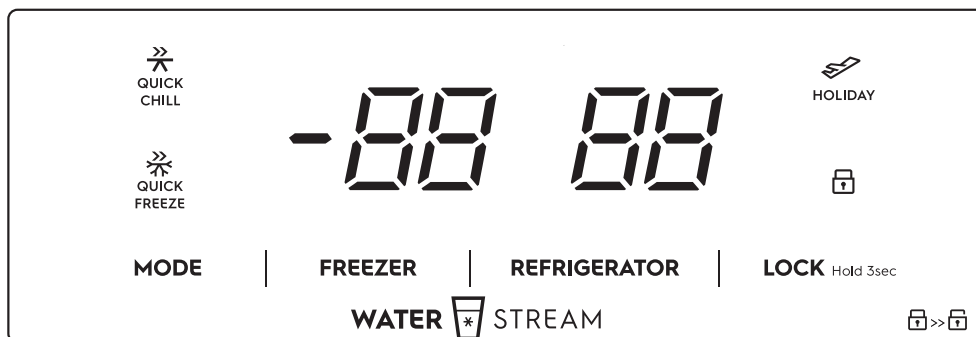 QUICK
CHILL
-88 88
HOLIDAY
QUICK
FREEZE
MODE FREEZER REFRIGERATOR LOCK Hold 3sec
WATER STREAM
>>